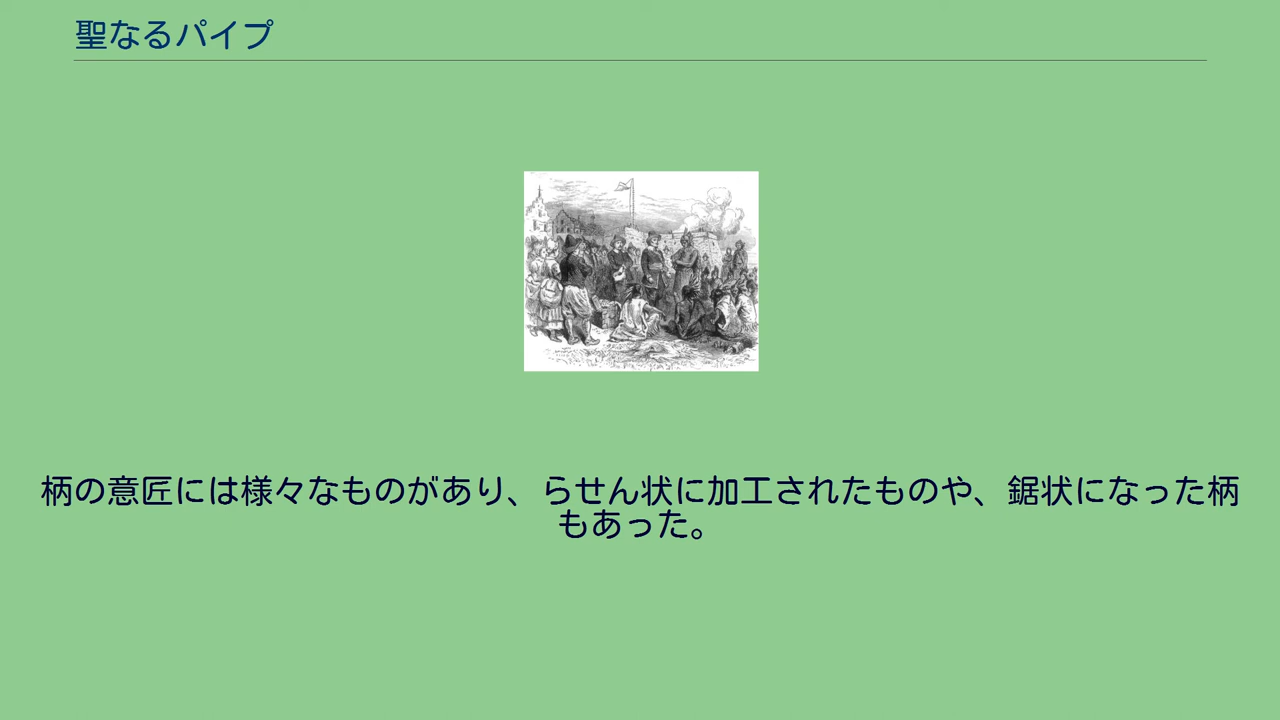 聖なるパイプ
柄の意匠には様々なものがあり、らせん状に加工されたものや、鋸状になった柄
もあった。